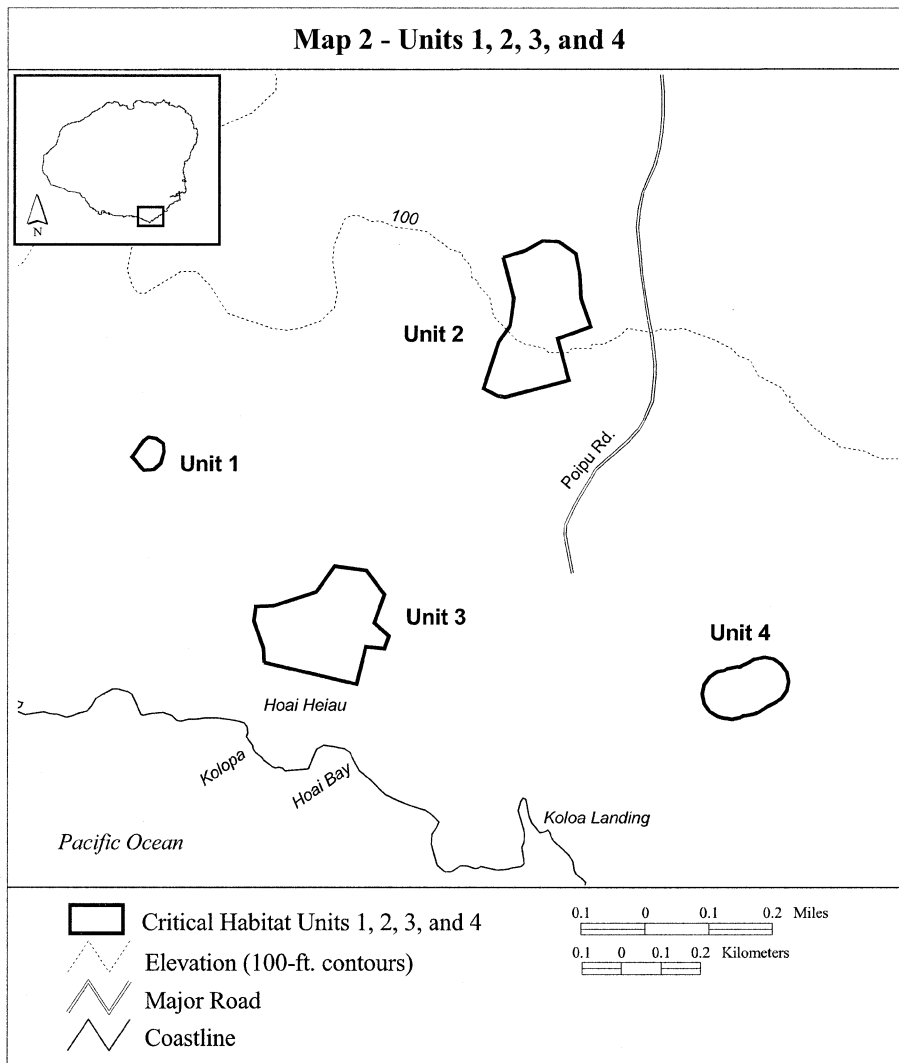 Map 2 - Units 1, 2, 3, and 4
N
100
Unit 2
Poipu Rd.
Unit 1
Unit 3
Unit 4
Hoai Heiau
Kolopa
Hoai Bay
Koloa Landing
Pacific Ocean
Critical Habitat Units 1, 2, 3, and 4
Elevation (100-ft. contours)
Major Road
Coastline
0.1 0 0.1 0.2 Miles
0.1 0 0.1 0.2 Kilometers